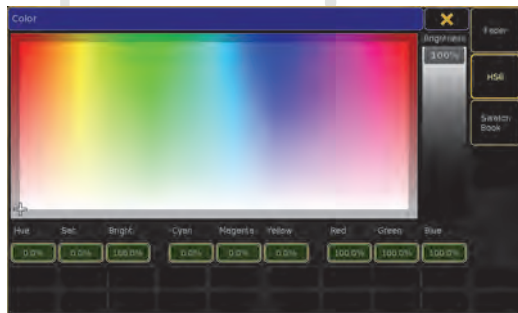 Color
Brightness
Fader
100%
HSB
Swatch
Book
Hue Sat Bright Cyan Magenta Yellow Red Green Blue
0.0% 0.0% 100.0% 0.0% 0.0% 0.0% 100.0% 100.0% 100.0%